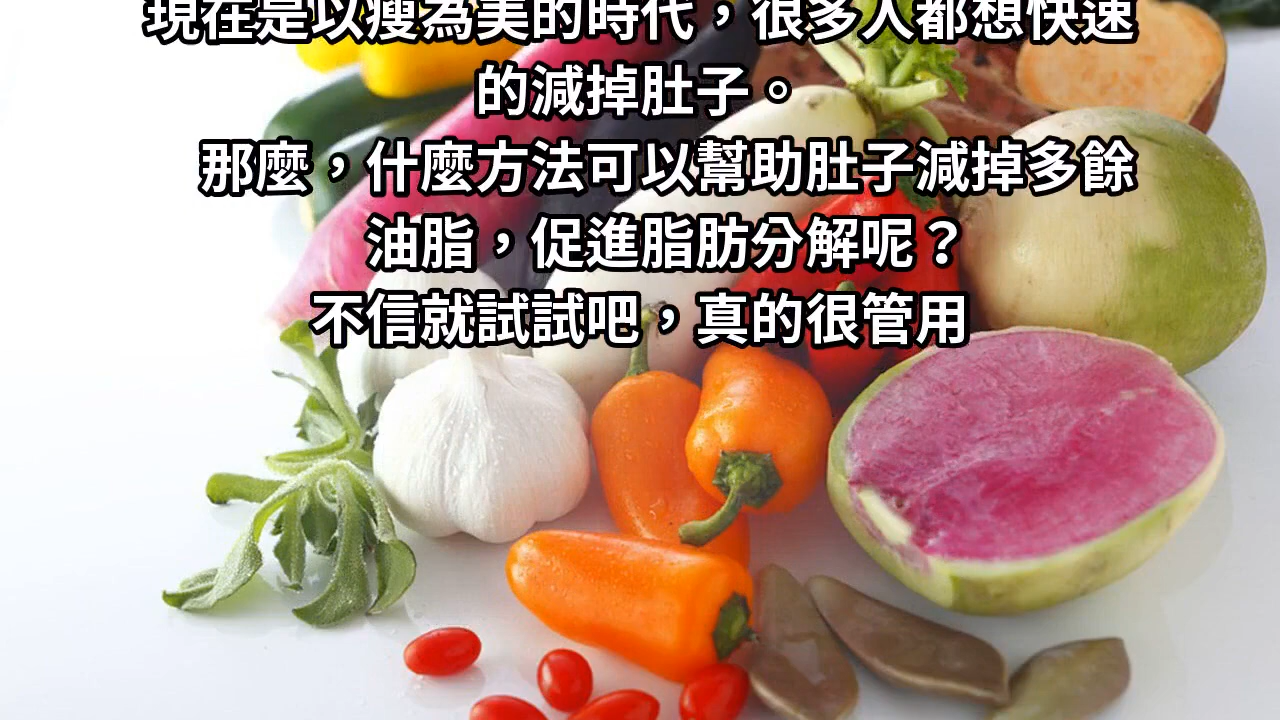 現在是以瘦為美的時代，很多人都想快速
的減掉肚子。
那麼，什麼方法可以幫助肚子減掉多餘
油脂，促進脂肪分解呢？
不信就試試吧，真的很管用